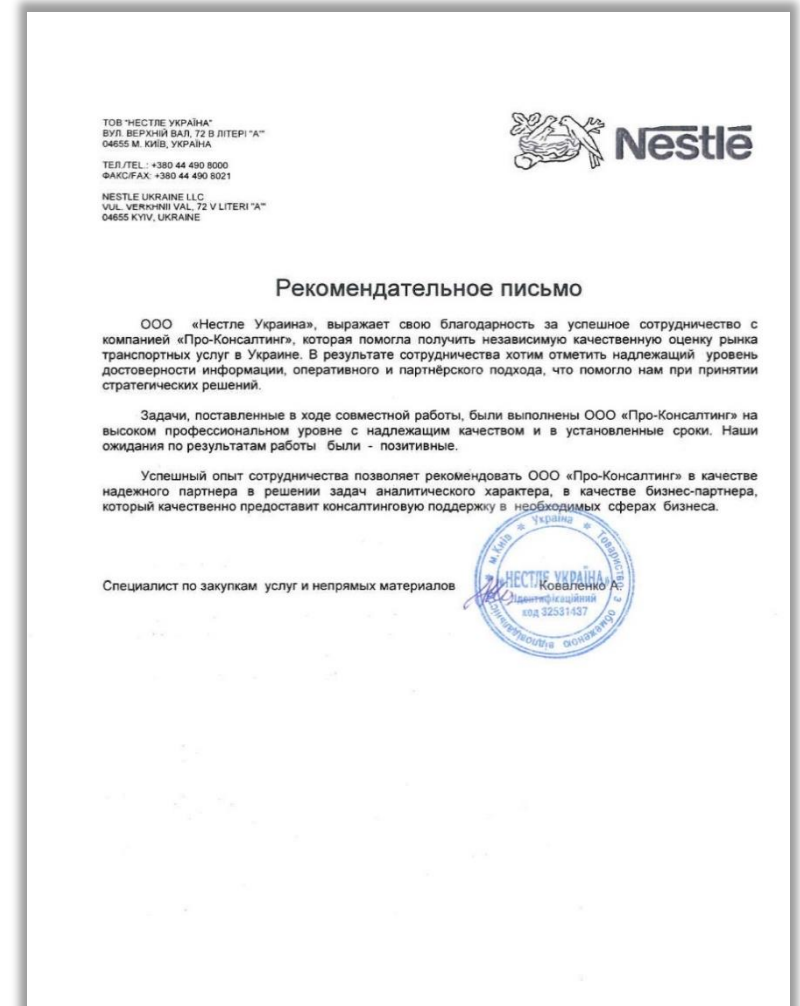 ТОВ "НЕСТЛЕ УКРАЇНА"
ВУЛ. ВЕРХНІЙ ВАЛ, 72 В ЛІТЕРІ "А"
04655 М. КИЇВ, УКРАЇНА
ТЕЛ./TEL.: +380 44 490 8000
ФАКС/FAX: +380 44 490 8021
NESTLE UKRAINE LLC
VUL. VERKHNII VAL, 72 V LITERI "A"
04655 KYIV, UKRAINE
Nestlé
Рекомендательное письмо
ООО «Нестле Украина», выражает свою благодарность за успешное сотрудничество с
компанией «Про-Консалтинг», которая помогла получить независимую качественную оценку рынка
транспортных услуг в Украине. В результате сотрудничества хотим отметить надлежащий уровень
достоверности информации, оперативного и партнёрского подхода, что помогло нам при принятии
стратегических решений.
Задачи, поставленные в ходе совместной работы, были выполнены ООО «Про-Консалтинг» на
высоком профессиональном уровне с надлежащим качеством и в установленные сроки. Наши
ожидания по результатам работы были - позитивные.
Успешный опыт сотрудничества позволяет рекомендовать ООО «Про-Консалтинг» в качестве
надежного партнера в решении задач аналитического характера, в качестве бизнес-партнера,
который качественно предоставит консалтинговую поддержку в необходимых сферах бизнеса.
Специалист по закупкам услуг и непрямых материалов Коваленко А.
Україна * Товариство з обмеженою відповідальністю * м.Київ *
«НЕСТЛЕ УКРАЇНА»
Ідентифікаційний
код 32531437